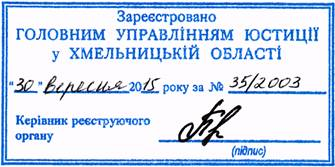 Зареєстровано
ГОЛОВНИМ УПРАВЛІННЯМ ЮСТИЦІЇ
у ХМЕЛЬНИЦЬКІЙ ОБЛАСТІ
"30" вересня 2015 року за № 35/2003
Керівник реєструючого
органу
(підпис)